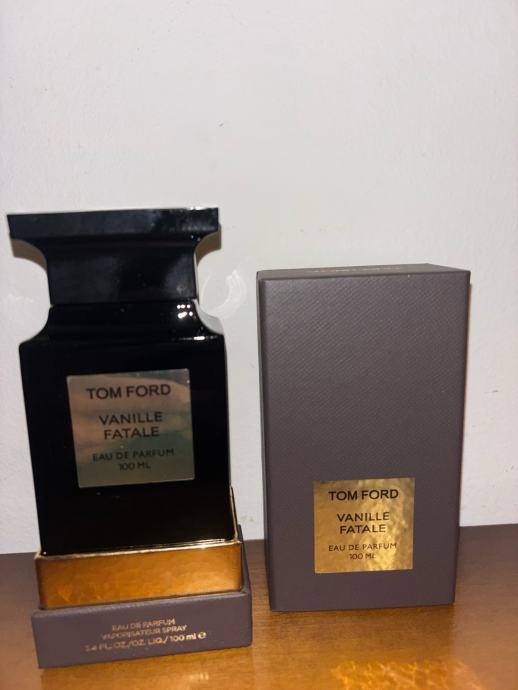 TOM FORD
VANILLE
FATALE
EAU DE PARFUM
100 ML
EAU DE PARFUM
VAPORISATEUR SPRAY
3.4 FL. OZ./OZ. LIQ./100 ml ℮
TOM FORD
VANILLE
FATALE
EAU DE PARFUM
100 ML